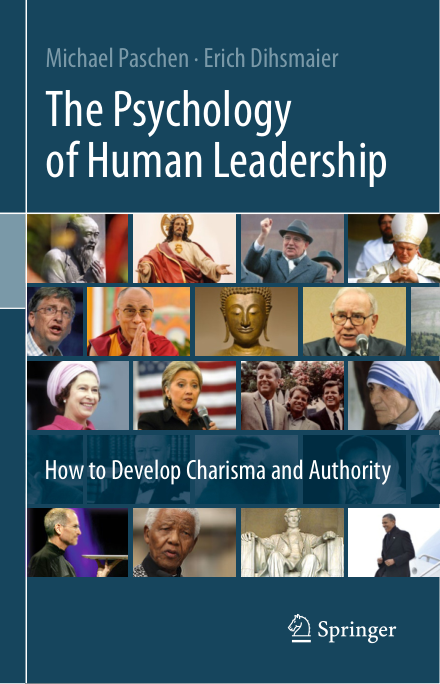 Michael Paschen · Erich Dihsmaier
The Psychology
of Human Leadership
How to Develop Charisma and Authority
Springer